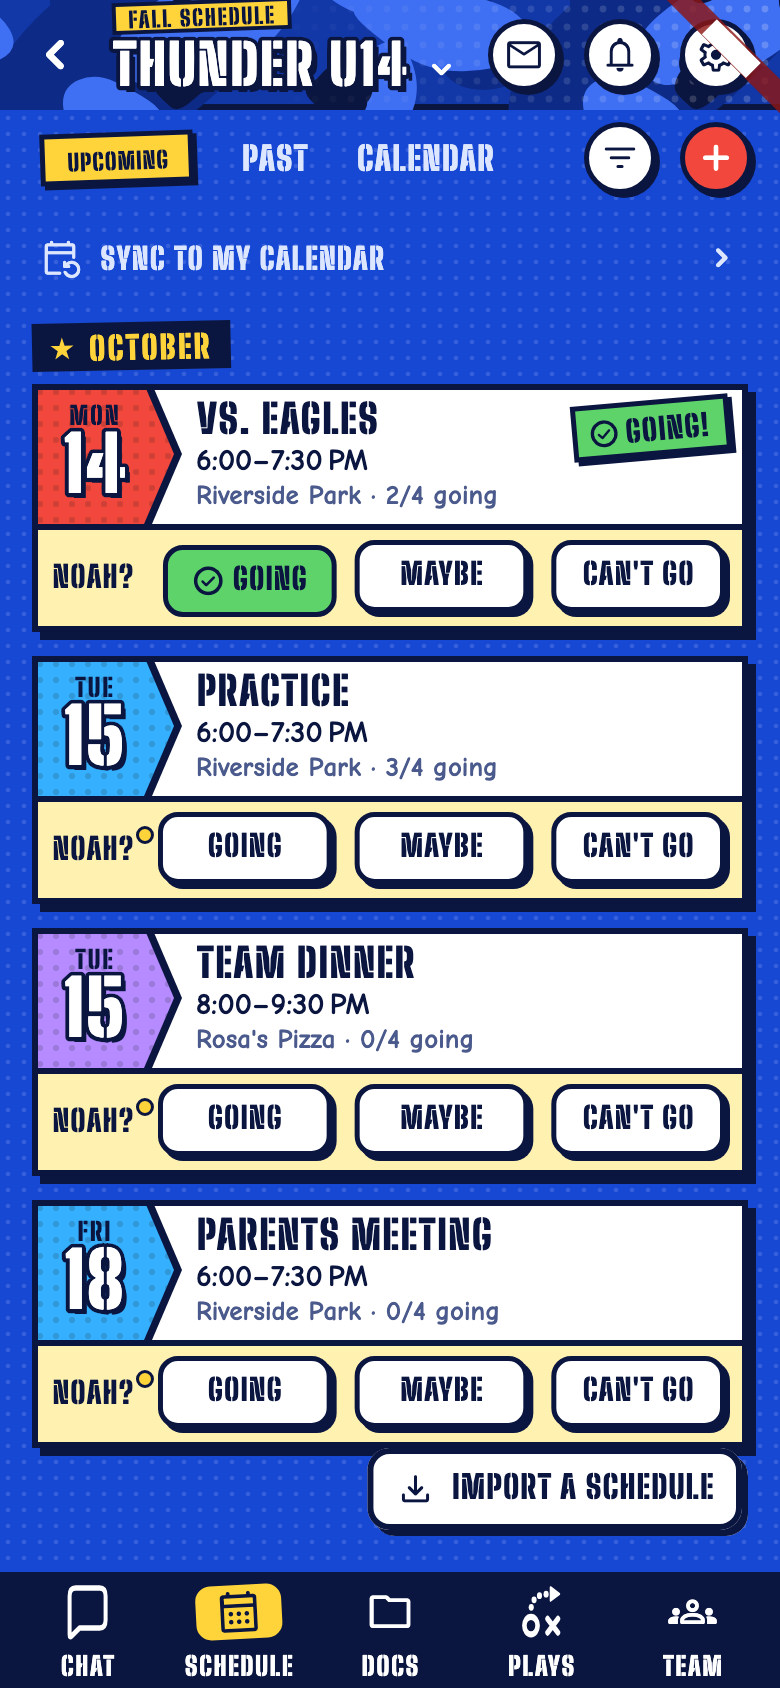 FALL SCHEDULE
THUNDER U14
UPCOMING PAST CALENDAR
SYNC TO MY CALENDAR
★ OCTOBER
MON
14
VS. EAGLES
6:00–7:30 PM
Riverside Park · 2/4 going
GOING!
NOAH? GOING MAYBE CAN'T GO
TUE
15
PRACTICE
6:00–7:30 PM
Riverside Park · 3/4 going
NOAH? GOING MAYBE CAN'T GO
TUE
15
TEAM DINNER
8:00–9:30 PM
Rosa's Pizza · 0/4 going
NOAH? GOING MAYBE CAN'T GO
FRI
18
PARENTS MEETING
6:00–7:30 PM
Riverside Park · 0/4 going
NOAH? GOING MAYBE CAN'T GO
IMPORT A SCHEDULE
CHAT SCHEDULE DOCS PLAYS TEAM